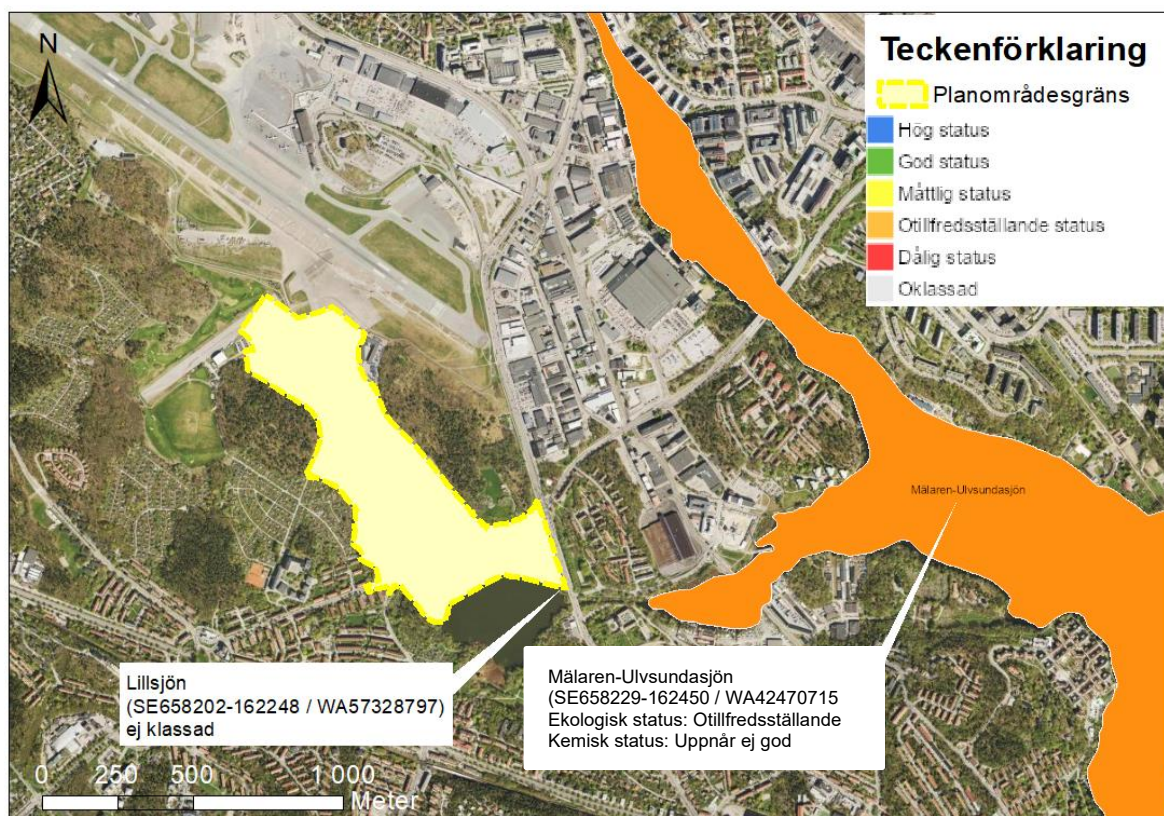 N
Teckenförklaring
Planområdesgräns
Hög status
God status
Måttlig status
Otillfredsställande status
Dålig status
Oklassad
Mälaren-Ulvsundasjön
Lillsjön
(SE658202-162248 / WA57328797)
ej klassad
Mälaren-Ulvsundasjön
(SE658229-162450 / WA42470715
Ekologisk status: Otillfredsställande
Kemisk status: Uppnår ej god
0 250 500 1 000
Meter